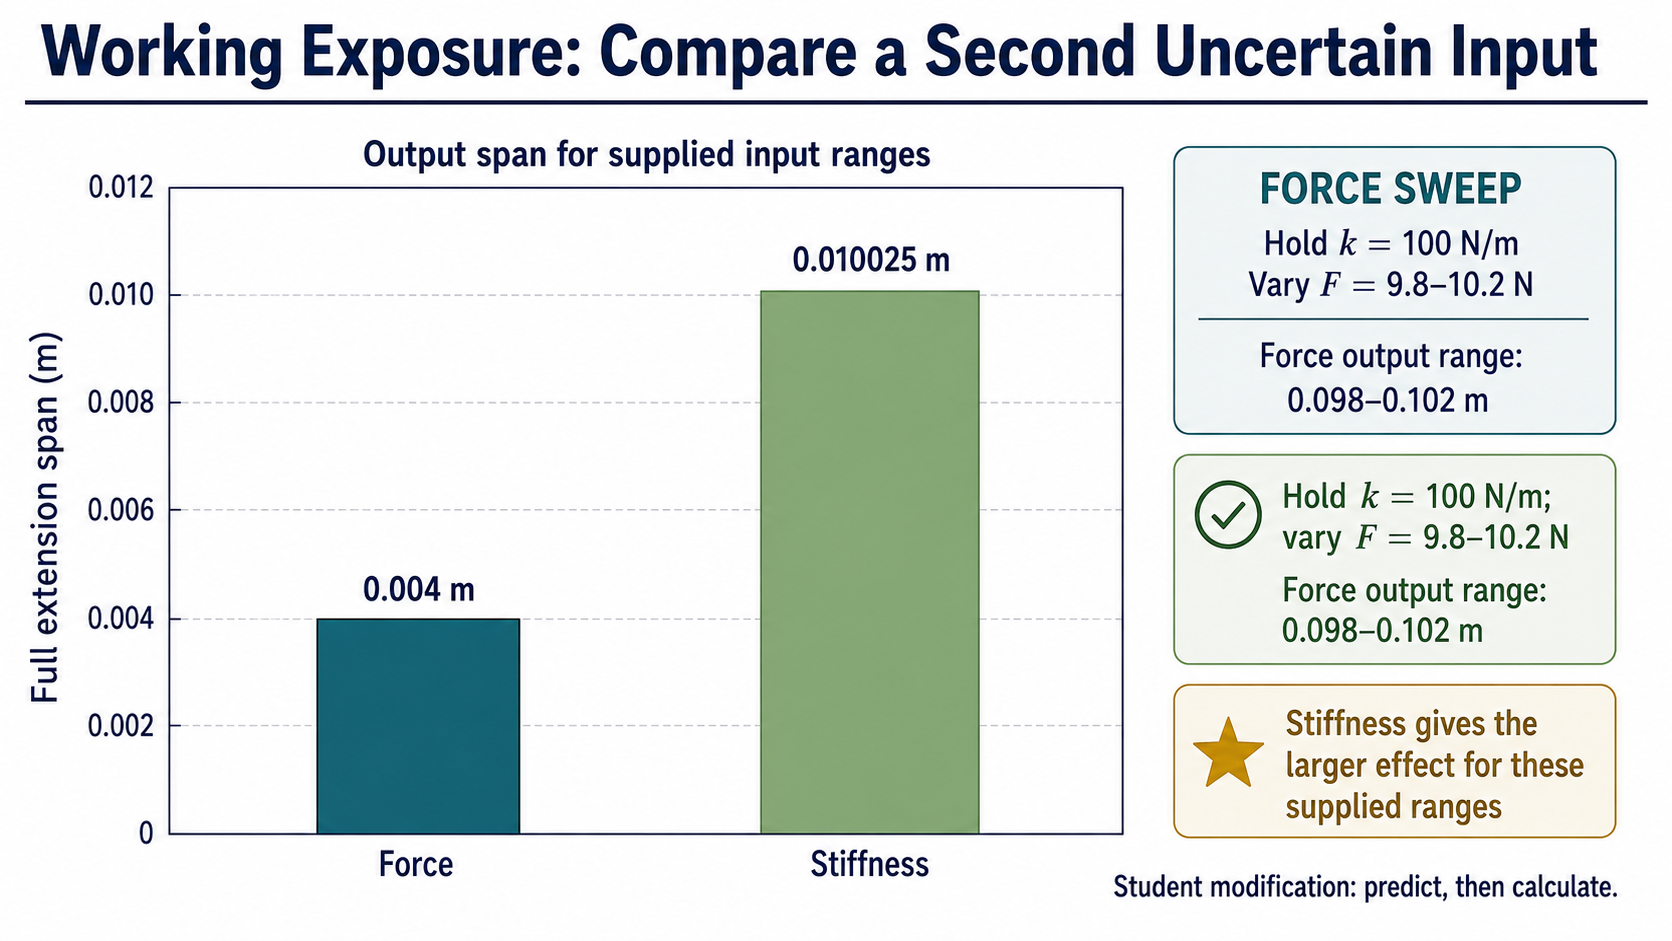 Working Exposure: Compare a Second Uncertain Input
Output span for supplied input ranges
Full extension span (m)
0.012
0.010
0.008
0.006
0.004
0.002
0
0.004 m
0.010025 m
Force
Stiffness
FORCE SWEEP
Hold k = 100 N/m
Vary F = 9.8–10.2 N
Force output range:
0.098–0.102 m
Hold k = 100 N/m;
vary F = 9.8–10.2 N
Force output range:
0.098–0.102 m
Stiffness gives the
larger effect for these
supplied ranges
Student modification: predict, then calculate.